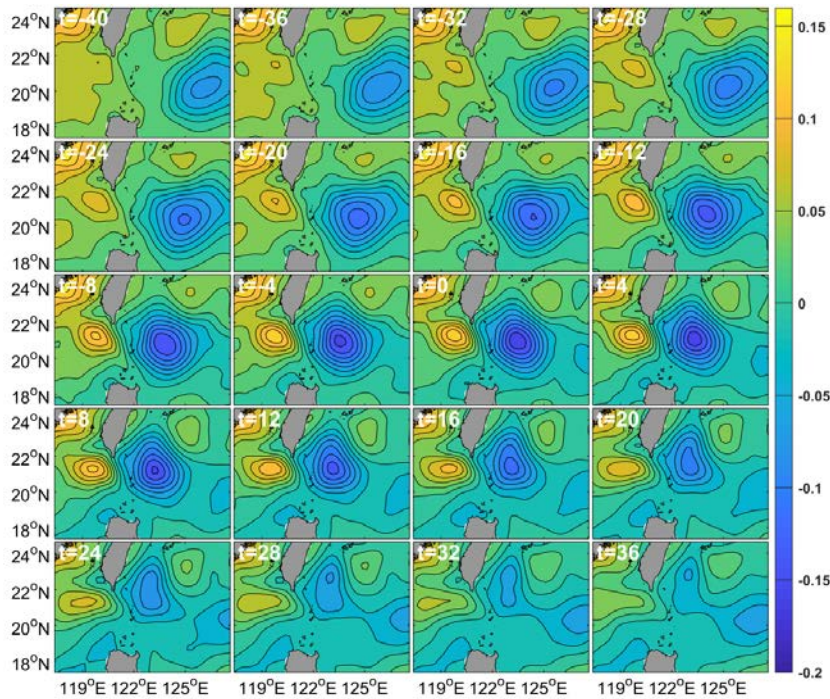 t=-40 t=-36 t=-32 t=-28 0.15
24°N
22°N
20°N
18°N
0.1
t=-24 t=-20 t=-16 t=-12
24°N
22°N
0.05
20°N
18°N
t=-8 t=-4 t=0 t=4
24°N
0
22°N
20°N
-0.05
18°N
t=8 t=12 t=16 t=20
24°N
22°N
-0.1
20°N
18°N
t=24 t=28 t=32 t=36
24°N
-0.15
22°N
20°N
18°N
-0.2
119°E 122°E 125°E 119°E 122°E 125°E 119°E 122°E 125°E 119°E 122°E 125°E